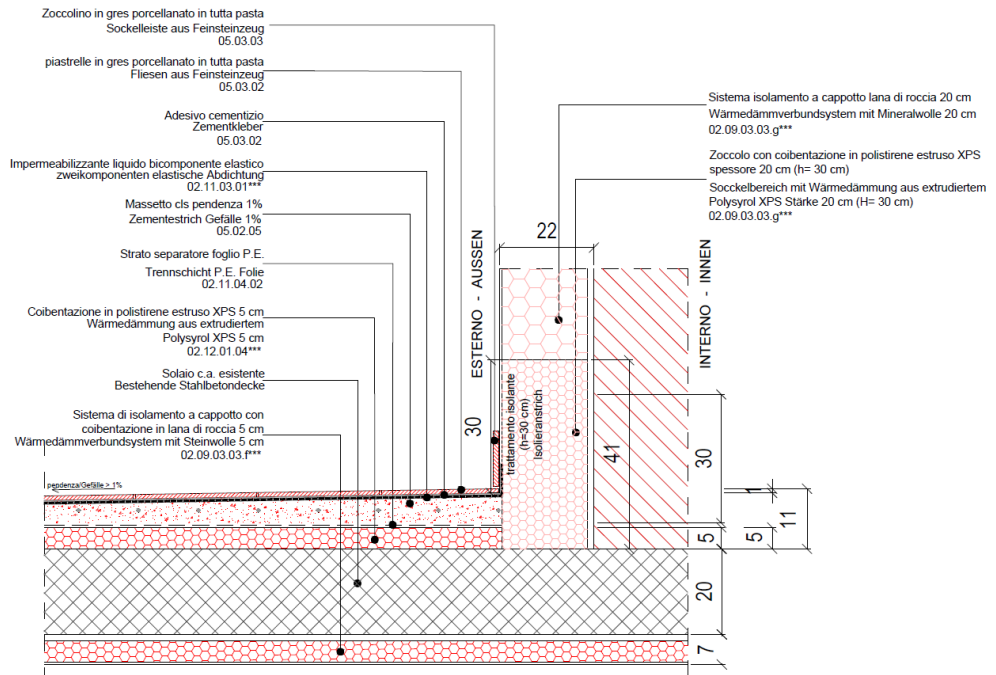 Zoccolino in gres porcellanato in tutta pasta
Sockelleiste aus Feinsteinzeug
05.03.03
piastrelle in gres porcellanato in tutta pasta
Fliesen aus Feinsteinzeug
05.03.02
Adesivo cementizio
Zementkleber
05.03.02
Impermeabilizzante liquido bicomponente elastico
zweikomponenten elastische Abdichtung
02.11.03.01***
Massetto cls pendenza 1%
Zementestrich Gefälle 1%
05.02.05
Strato separatore foglio P.E.
Trennschicht P.E. Folie
02.11.04.02
Coibentazione in polistirene estruso XPS 5 cm
Wärmedämmung aus extrudiertem
Polysyrol XPS 5 cm
02.12.01.04***
Solaio c.a. esistente
Bestehende Stahlbetondecke
Sistema di isolamento a cappotto con
coibentazione in lana di roccia 5 cm
Wärmedämmverbundsystem mit Steinwolle 5 cm
02.09.03.03.f***
pendenza/Gefälle > 1%
Sistema isolamento a cappotto lana di roccia 20 cm
Wärmedämmverbundsystem mit Mineralwolle 20 cm
02.09.03.03.g***
Zoccolo con coibentazione in polistirene estruso XPS
spessore 20 cm (h= 30 cm)
Socckelbereich mit Wärmedämmung aus extrudiertem
Polysyrol XPS Stärke 20 cm (H= 30 cm)
02.09.03.03.g***
22
ESTERNO - AUSSEN
INTERNO - INNEN
30
trattamento isolante
(h=30 cm)
Isolieranstrich
41
30
1
11
5
5
20
7